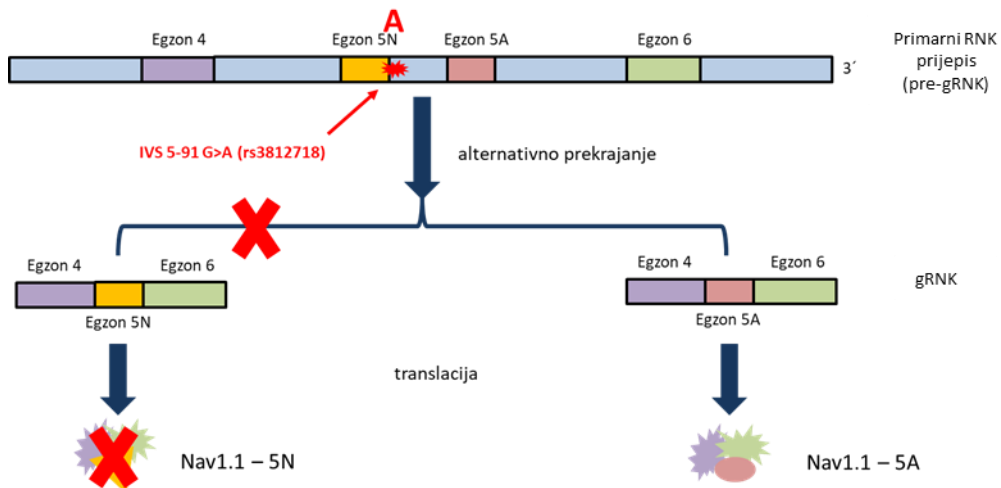 A
Egzon 4
Egzon 5N
Egzon 5A
Egzon 6
Primarni RNK
prijepis
(pre-gRNK)
3´
IVS 5-91 G>A (rs3812718)
alternativno prekrajanje
Egzon 4
Egzon 6
Egzon 5N
Egzon 4
Egzon 6
Egzon 5A
gRNK
translacija
Nav1.1 – 5N
Nav1.1 – 5A